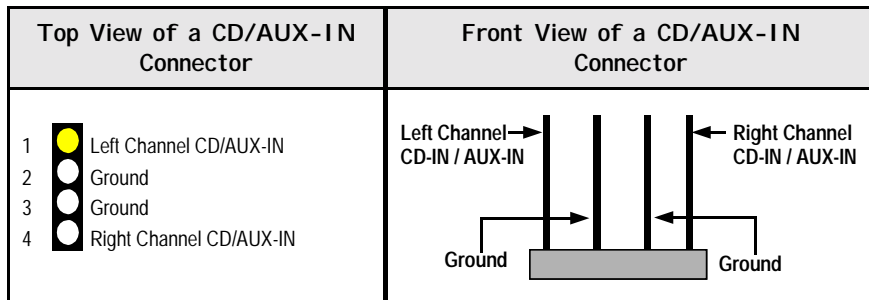 Top View of a CD/AUX-IN
Connector
Front View of a CD/AUX-IN
Connector
1 Left Channel CD/AUX-IN
2 Ground
3 Ground
4 Right Channel CD/AUX-IN
Left Channel
CD-IN / AUX-IN
Right Channel
CD-IN / AUX-IN
Ground
Ground